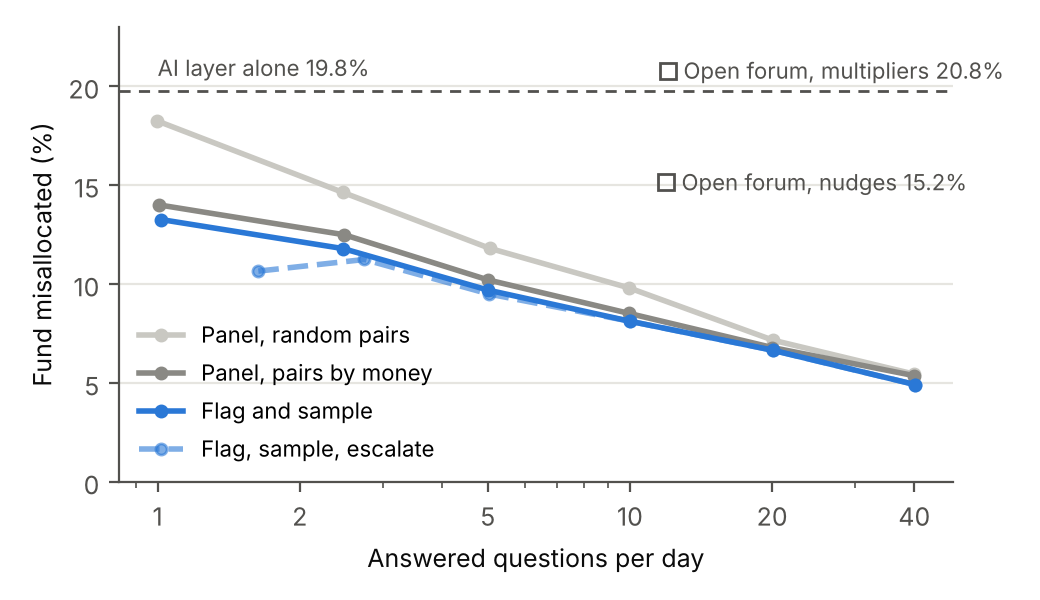 AI layer alone 19.8%
Open forum, multipliers 20.8%
Open forum, nudges 15.2%
Fund misallocated (%)
20
15
10
5
0
Panel, random pairs
Panel, pairs by money
Flag and sample
Flag, sample, escalate
1 2 5 10 20 40
Answered questions per day